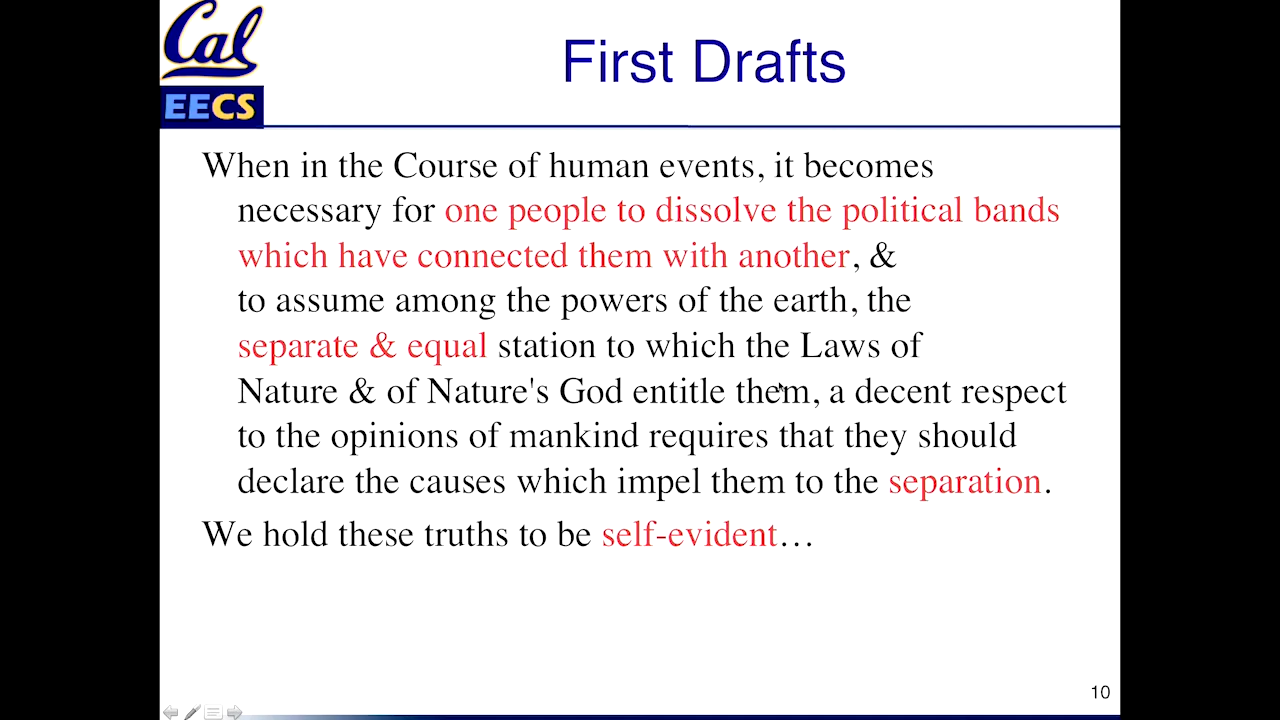 Cal
EECS
First Drafts
When in the Course of human events, it becomes
necessary for one people to dissolve the political bands
which have connected them with another, &
to assume among the powers of the earth, the
separate & equal station to which the Laws of
Nature & of Nature's God entitle them, a decent respect
to the opinions of mankind requires that they should
declare the causes which impel them to the separation.
We hold these truths to be self-evident…
10